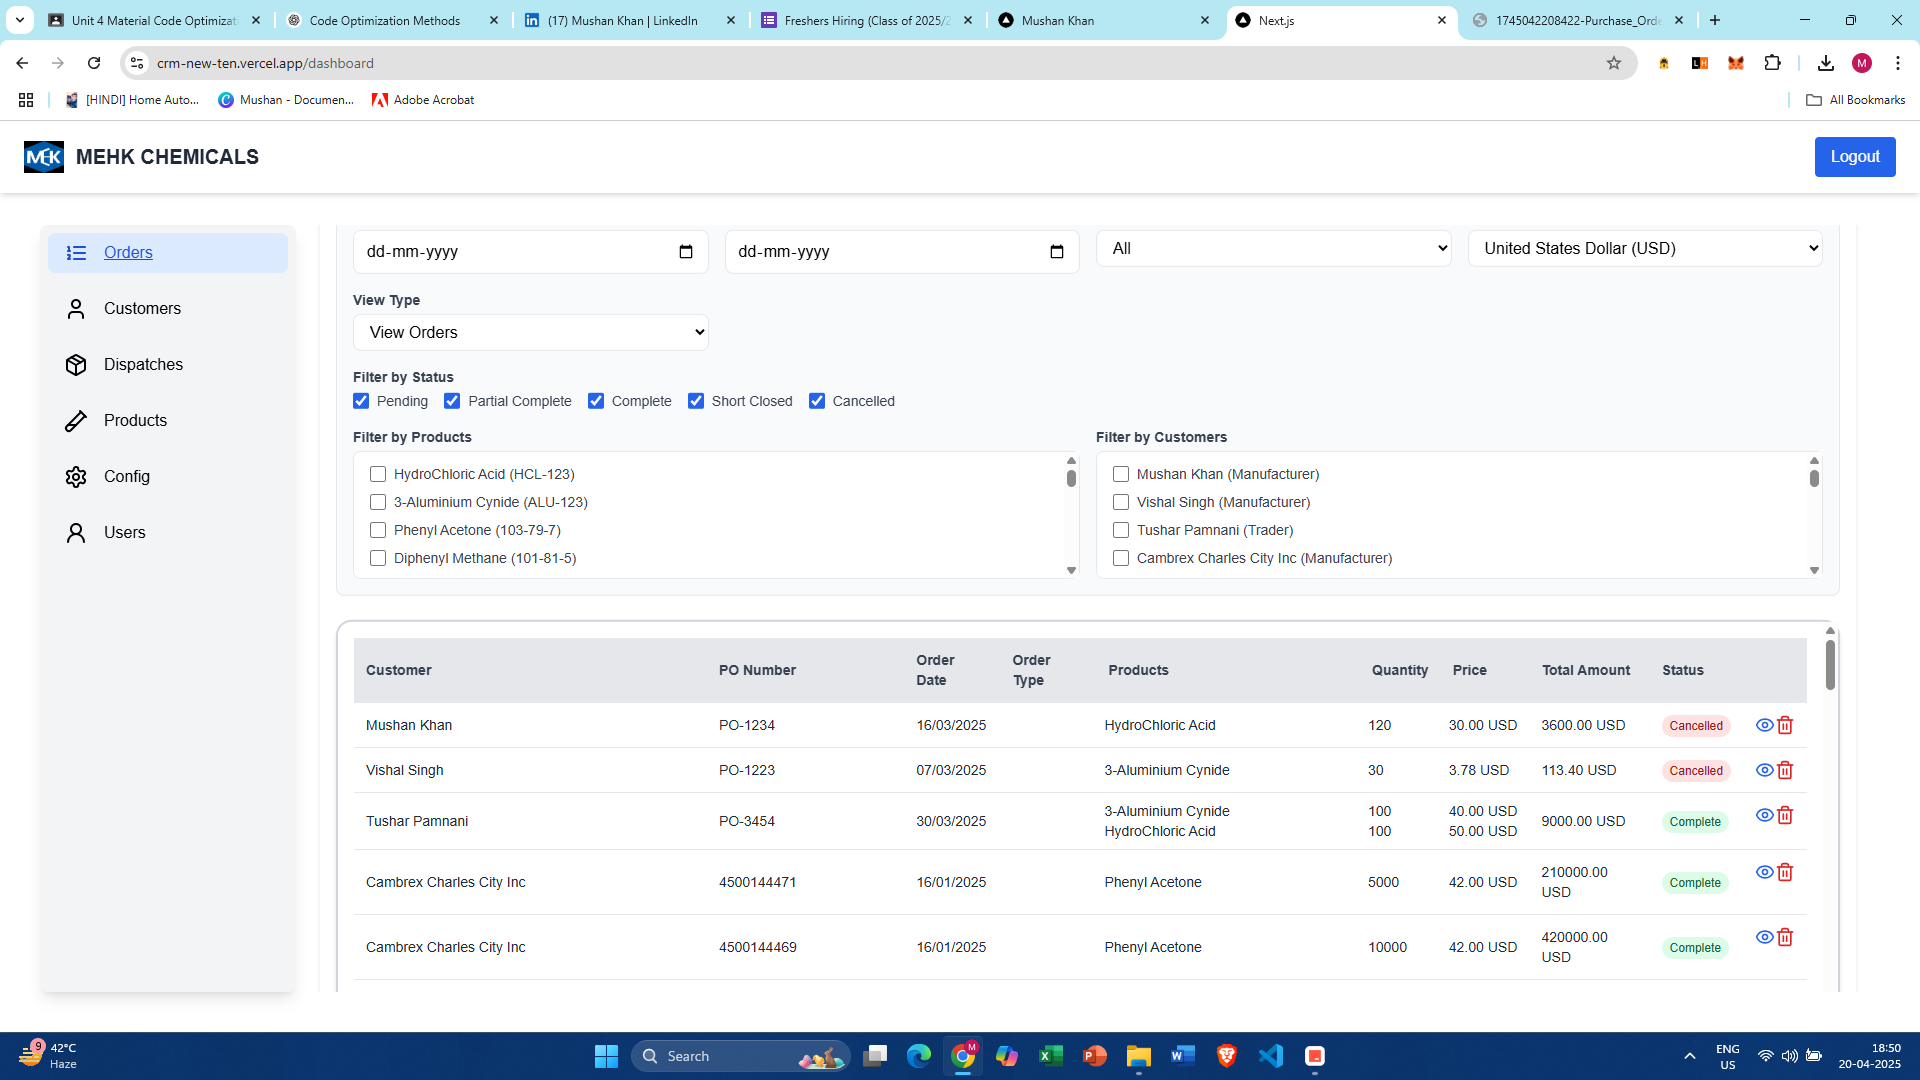 Unit 4 Material Code Optimizati
Code Optimization Methods
(17) Mushan Khan | LinkedIn
Freshers Hiring (Class of 2025/2
Mushan Khan
Next.js
1745042208422-Purchase_Orde
crm-new-ten.vercel.app/dashboard
M
[HINDI] Home Auto...
Mushan - Documen...
Adobe Acrobat
All Bookmarks
MEK
MEHK CHEMICALS
Logout
Orders
Customers
Dispatches
Products
Config
Users
dd-mm-yyyy
dd-mm-yyyy
All
United States Dollar (USD)
View Type
View Orders
Filter by Status
Pending
Partial Complete
Complete
Short Closed
Cancelled
Filter by Products
HydroChloric Acid (HCL-123)
3-Aluminium Cynide (ALU-123)
Phenyl Acetone (103-79-7)
Diphenyl Methane (101-81-5)
Filter by Customers
Mushan Khan (Manufacturer)
Vishal Singh (Manufacturer)
Tushar Pamnani (Trader)
Cambrex Charles City Inc (Manufacturer)
Customer PO Number Order Date Order Type Products Quantity Price Total Amount Status
Mushan Khan PO-1234 16/03/2025 HydroChloric Acid 120 30.00 USD 3600.00 USD Cancelled
Vishal Singh PO-1223 07/03/2025 3-Aluminium Cynide 30 3.78 USD 113.40 USD Cancelled
3-Aluminium Cynide 100 40.00 USD
Tushar Pamnani PO-3454 30/03/2025 9000.00 USD Complete
HydroChloric Acid 100 50.00 USD
Cambrex Charles City Inc 4500144471 16/01/2025 Phenyl Acetone 5000 42.00 USD 210000.00 USD Complete
Cambrex Charles City Inc 4500144469 16/01/2025 Phenyl Acetone 10000 42.00 USD 420000.00 USD Complete
9
42°C
Haze
Search
M
ENG
US
18:50
20-04-2025